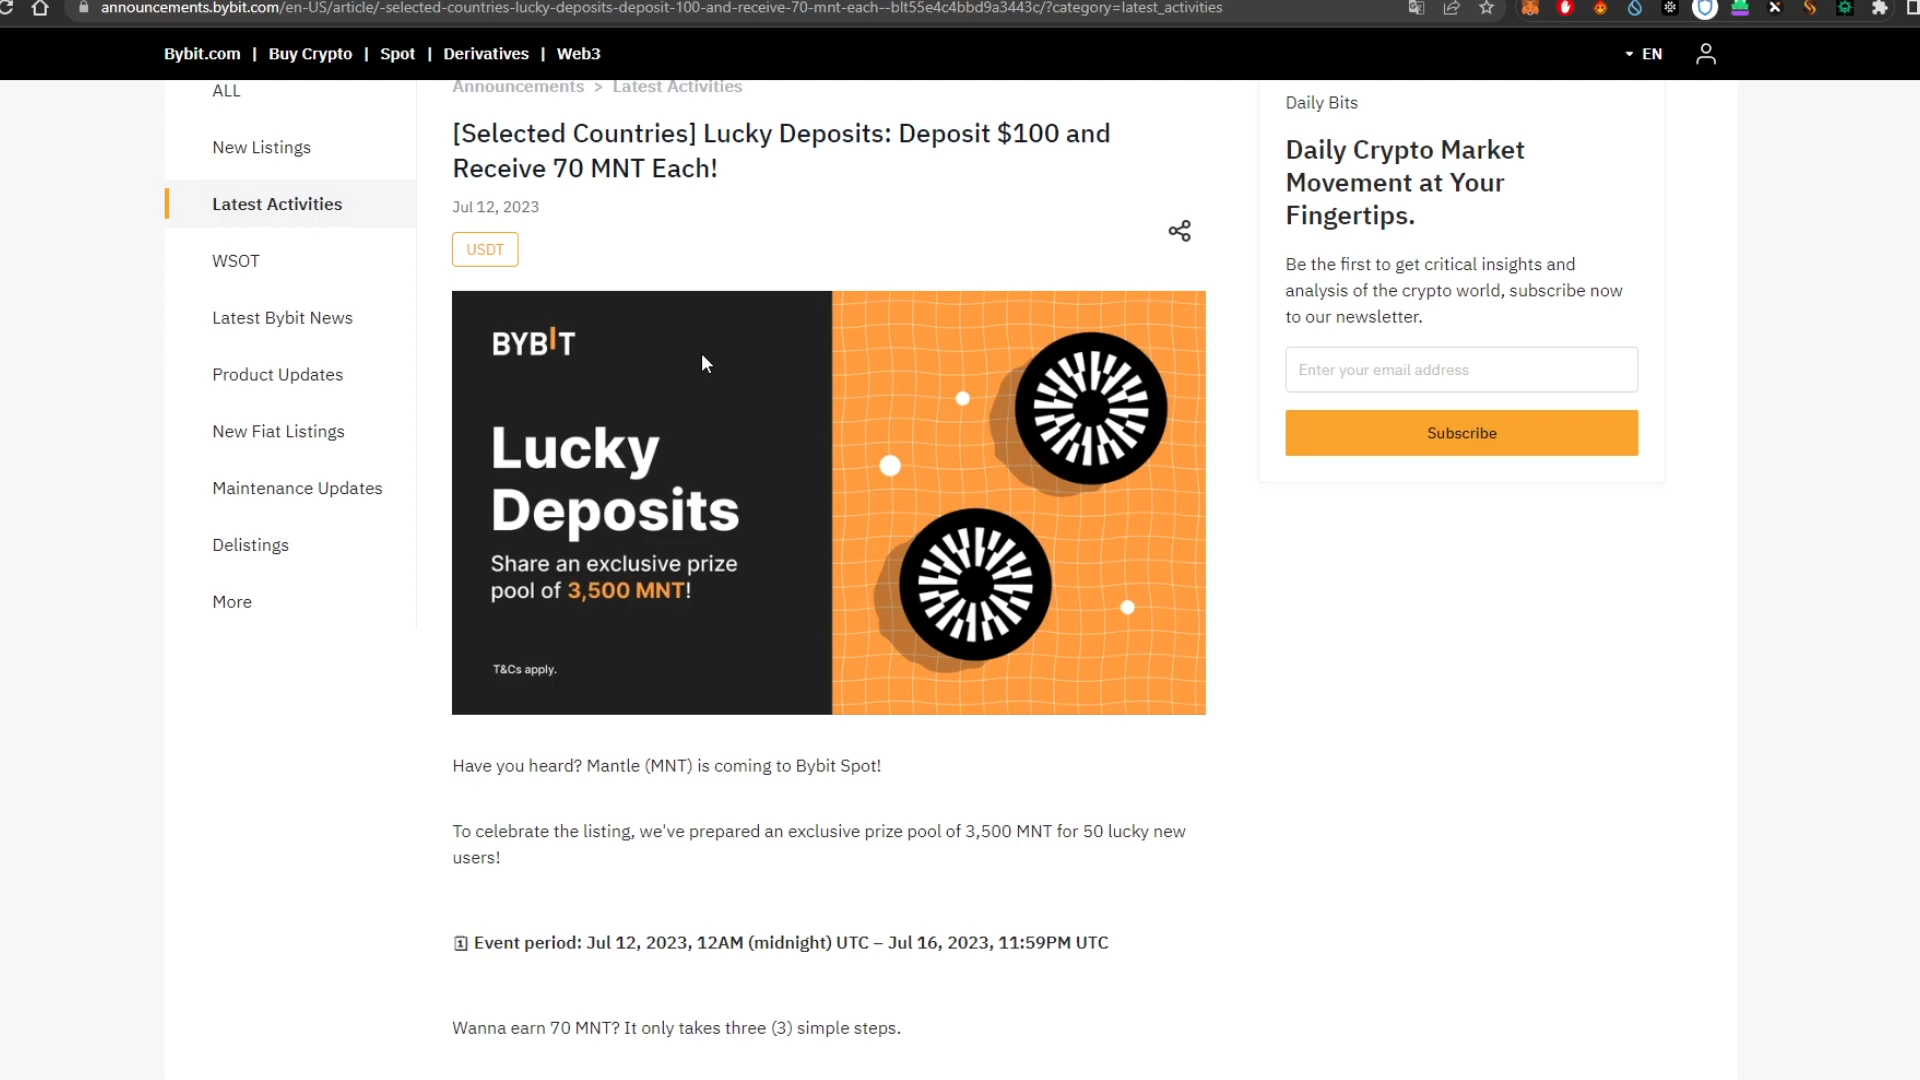 announcements.bybit.com/en-US/article/-selected-countries-lucky-deposits-deposit-100-and-receive-70-mnt-each--blt55e4c4bbd9a3443c/?category=latest_activities
Bybit.com | Buy Crypto | Spot | Derivatives | Web3
EN
ALL
New Listings
Latest Activities
WSOT
Latest Bybit News
Product Updates
New Fiat Listings
Maintenance Updates
Delistings
More
Announcements > Latest Activities
[Selected Countries] Lucky Deposits: Deposit $100 and
Receive 70 MNT Each!
Jul 12, 2023
USDT
BYBIT
Lucky
Deposits
Share an exclusive prize
pool of 3,500 MNT!
T&Cs apply.
Have you heard? Mantle (MNT) is coming to Bybit Spot!
To celebrate the listing, we've prepared an exclusive prize pool of 3,500 MNT for 50 lucky new
users!
Event period: Jul 12, 2023, 12AM (midnight) UTC – Jul 16, 2023, 11:59PM UTC
Wanna earn 70 MNT? It only takes three (3) simple steps.
Daily Bits
Daily Crypto Market
Movement at Your
Fingertips.
Be the first to get critical insights and
analysis of the crypto world, subscribe now
to our newsletter.
Enter your email address
Subscribe